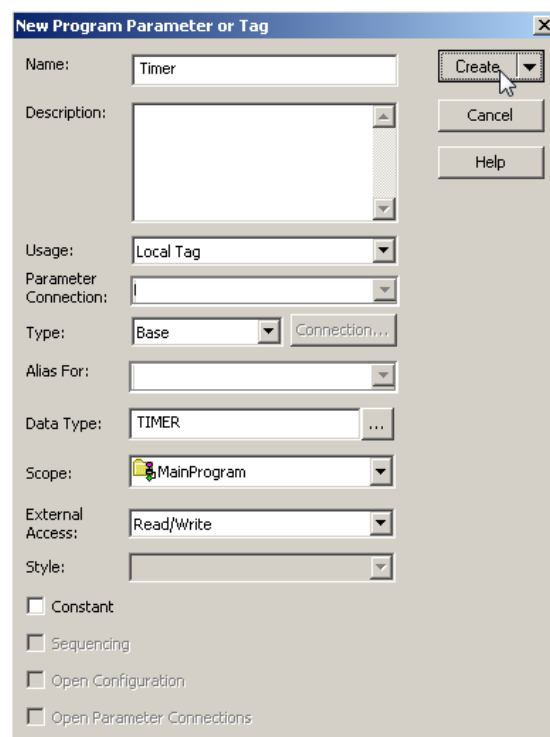 New Program Parameter or Tag
Name:
Timer
Create
Description:
Cancel
Help
Usage:
Local Tag
Parameter
Connection:
Type:
Base
Connection...
Alias For:
Data Type:
TIMER
...
Scope:
MainProgram
External
Access:
Read/Write
Style:
Constant
Sequencing
Open Configuration
Open Parameter Connections